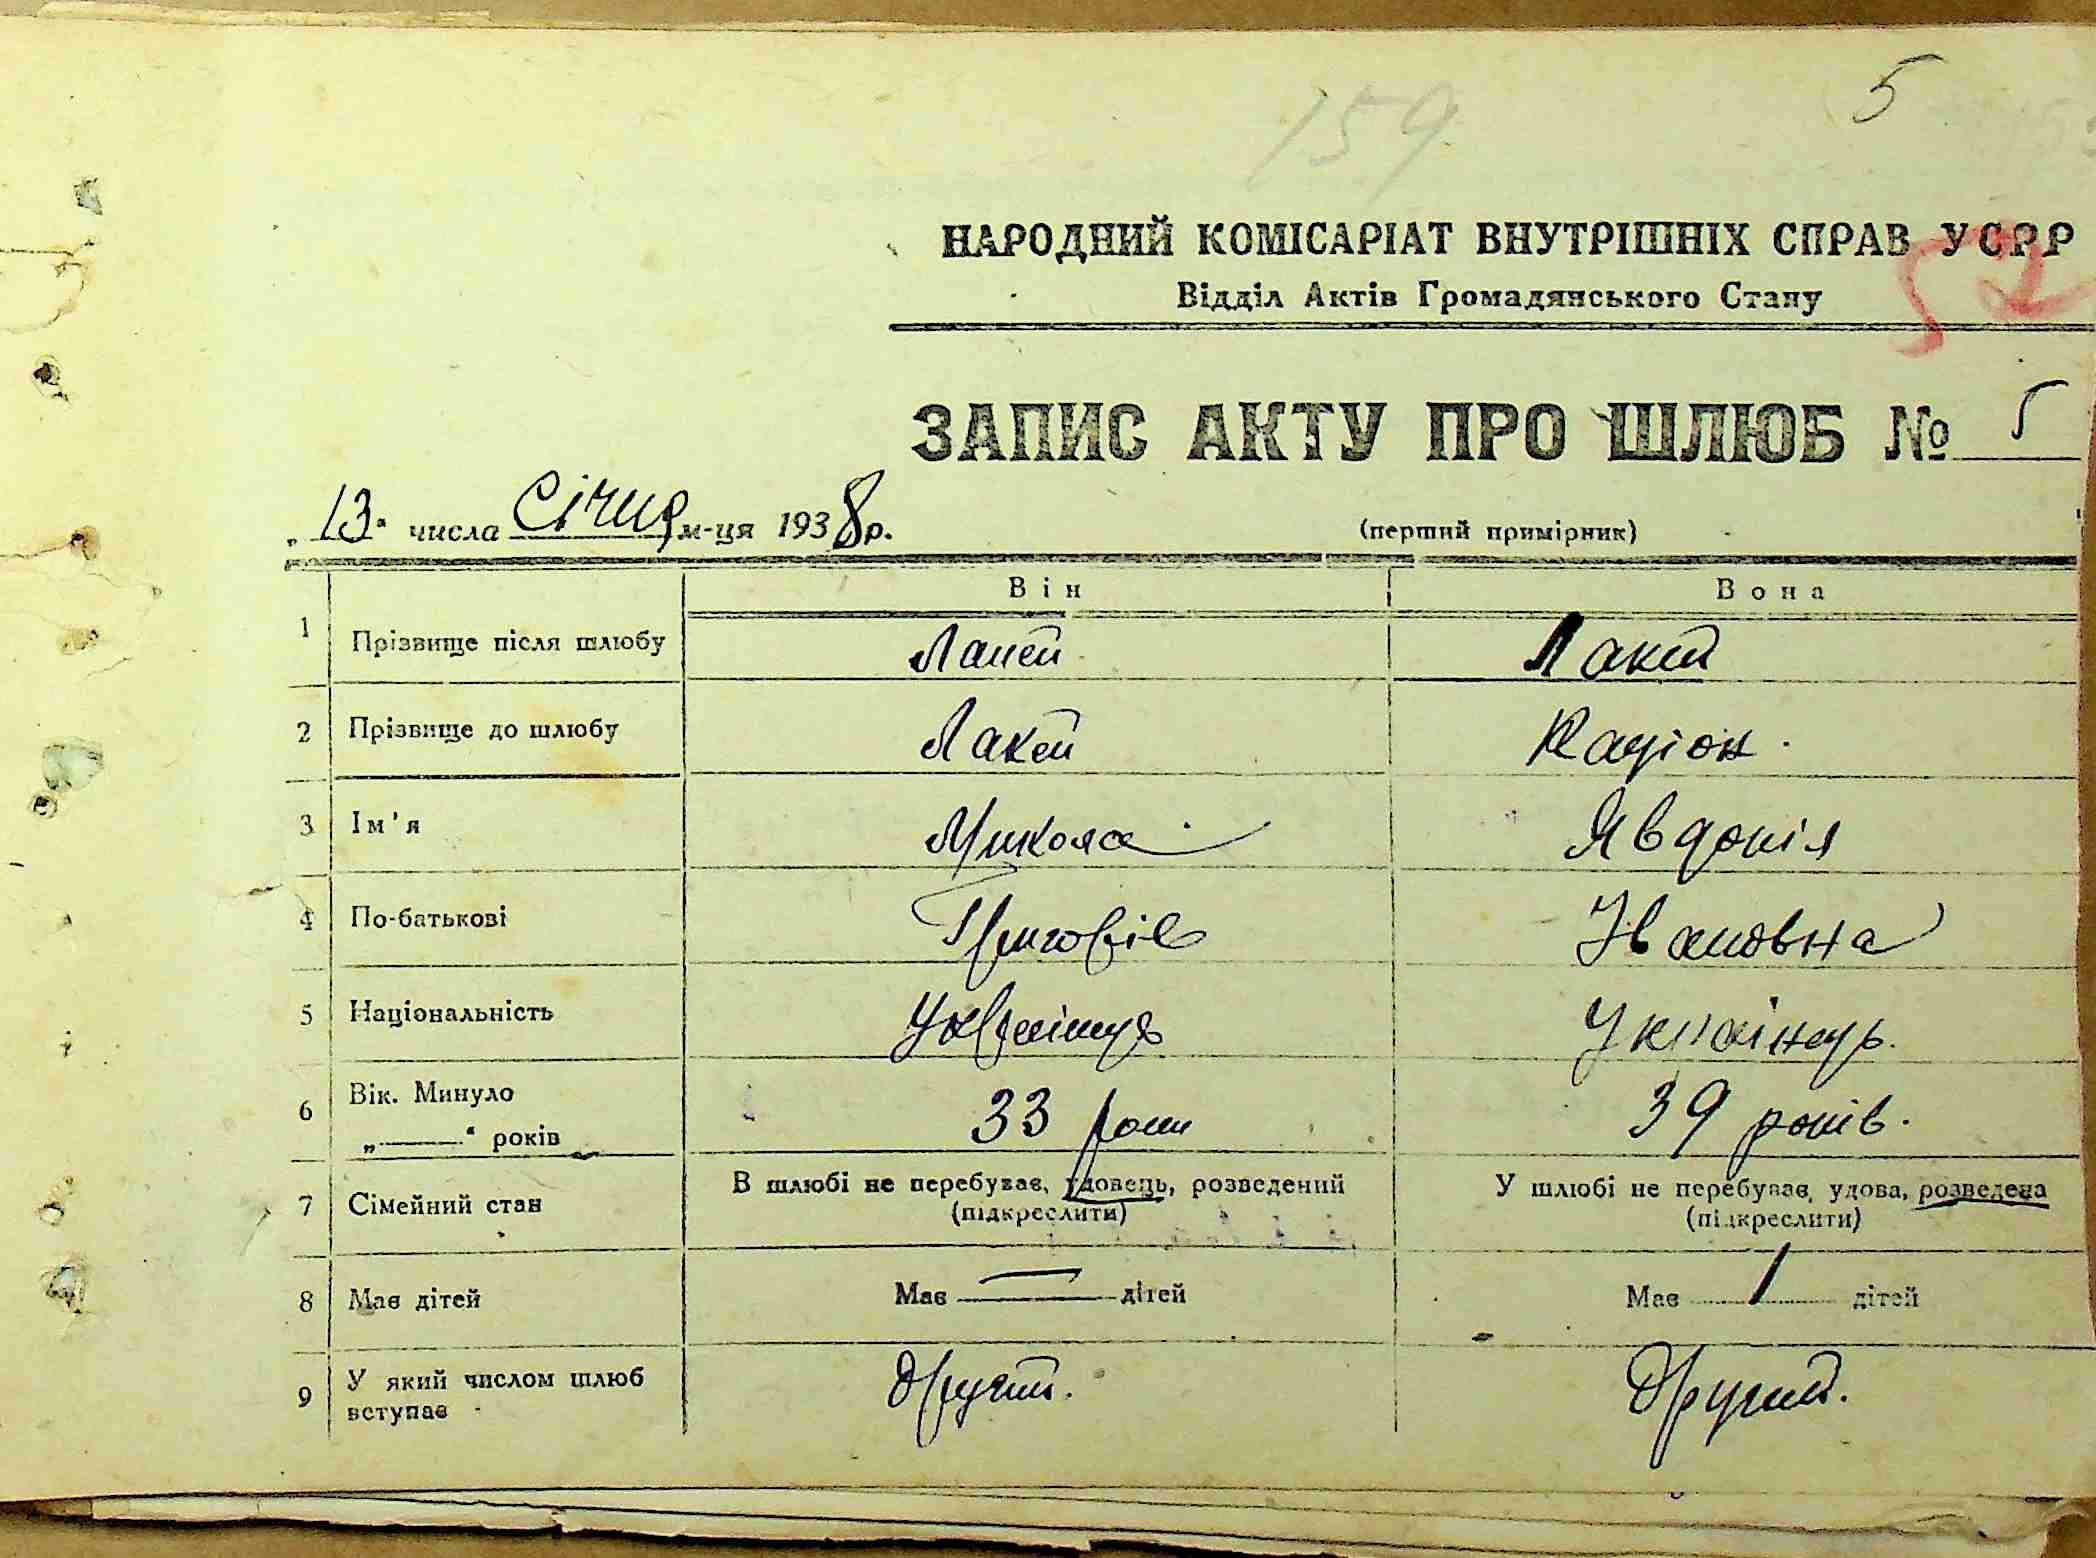 5
159
НАРОДНИЙ КОМІСАРІАТ ВНУТРІШНІХ СПРАВ УСРР
52
Відділ Актів Громадянського Стану
ЗАПИС АКТУ ПРО ШЛЮБ № 5
„13" числа Січня м-ця 1938 р.
(перший примірник)
Він Вона
1 Прізвище після шлюбу Лакей Лакей
2 Прізвище до шлюбу Лакей
3 Ім'я Микола Явдокія
4 По-батькові Григорів Івановна
5 Національність Українець Українець.
6 Вік. Минуло 33 роки 39 років.
„———" років
7 Сімейний стан В шлюбі не перебуває, удовець, розведений У шлюбі не перебуває, удова, розведена
(підкреслити) (підкреслити)
8 Має дітей Має — дітей Має 1 дітей
9 У який числом шлюб Другий. Другий.
вступає